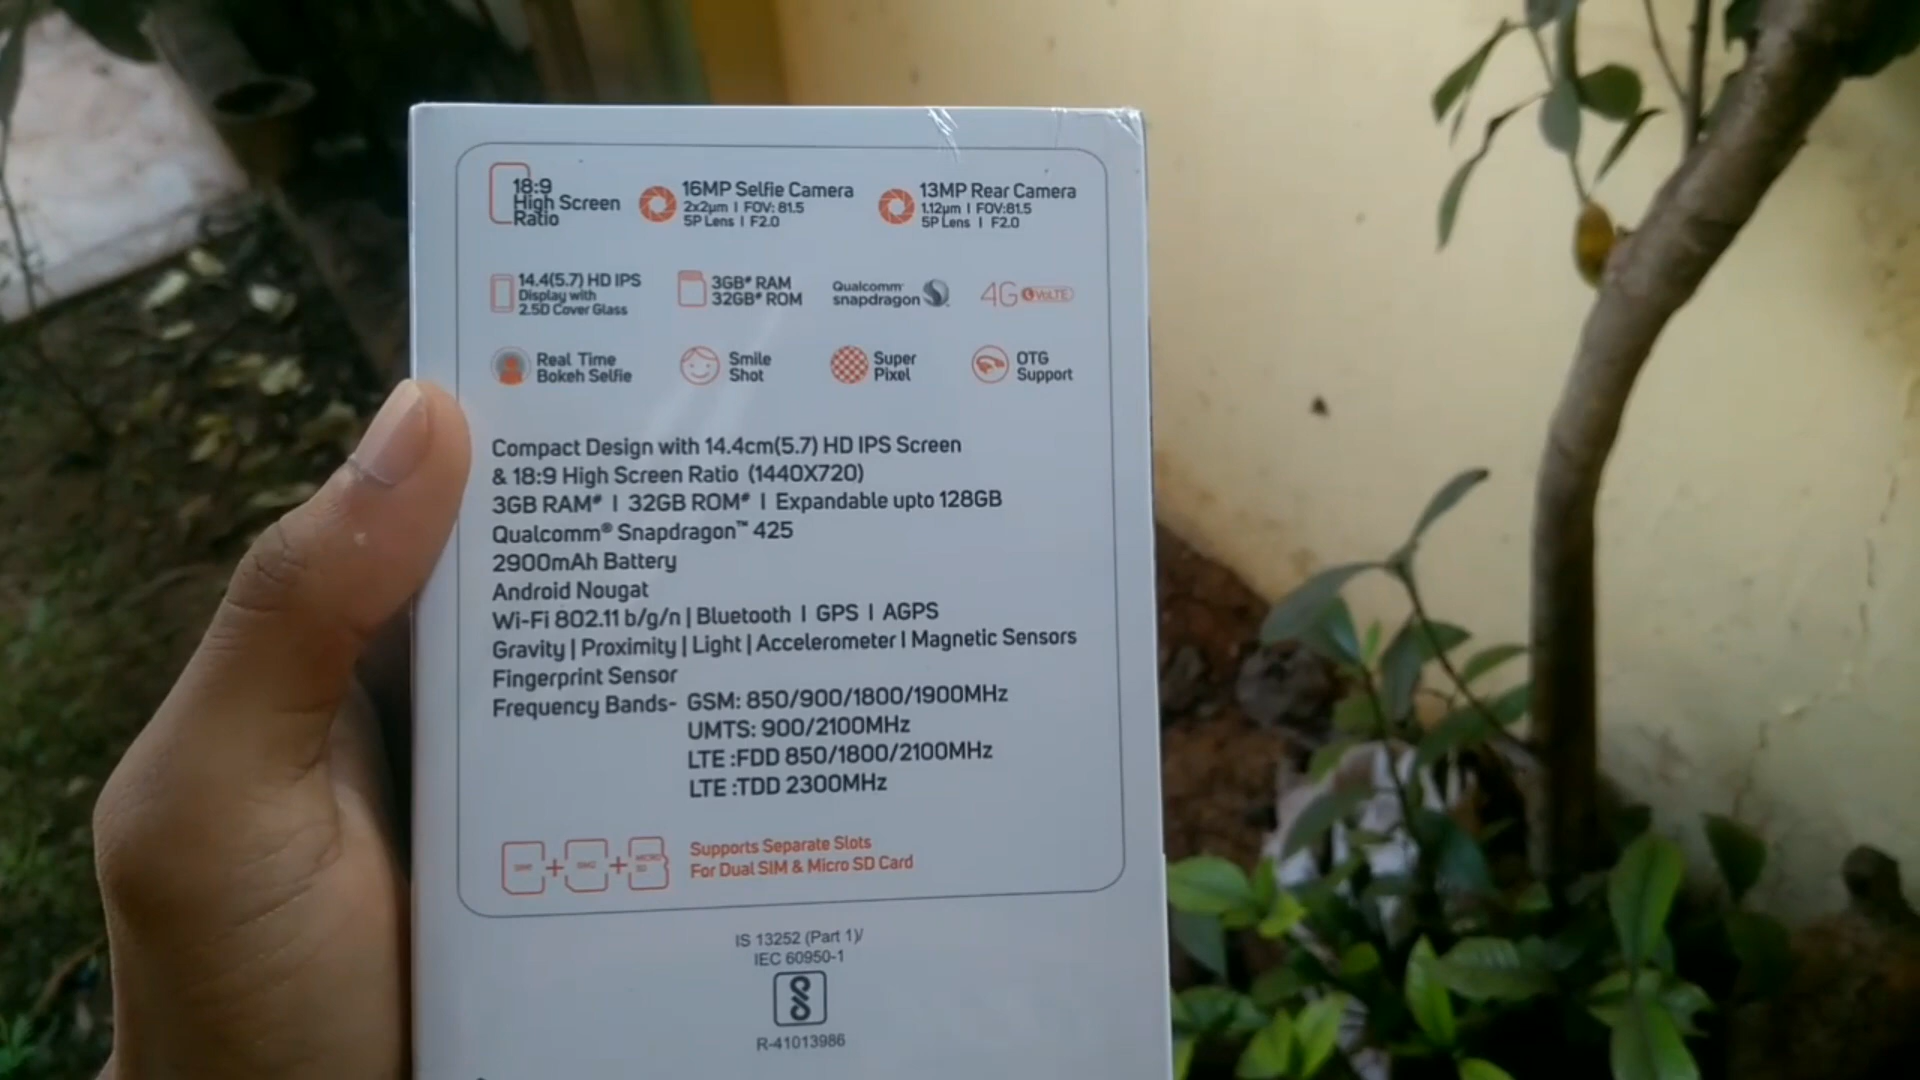 18:9
High Screen
Ratio
16MP Selfie Camera
2x2µm | FOV: 81.5
5P Lens | F2.0
13MP Rear Camera
1.12µm | FOV:81.5
5P Lens | F2.0
14.4(5.7) HD IPS
Display with
2.5D Cover Glass
3GB# RAM
32GB# ROM
Qualcomm
snapdragon
4G VoLTE
Real Time
Bokeh Selfie
Smile
Shot
Super
Pixel
OTG
Support
Compact Design with 14.4cm(5.7) HD IPS Screen
& 18:9 High Screen Ratio (1440X720)
3GB RAM# | 32GB ROM# | Expandable upto 128GB
Qualcomm® Snapdragon™ 425
2900mAh Battery
Android Nougat
Wi-Fi 802.11 b/g/n | Bluetooth | GPS | AGPS
Gravity | Proximity | Light | Accelerometer | Magnetic Sensors
Fingerprint Sensor
Frequency Bands- GSM: 850/900/1800/1900MHz
UMTS: 900/2100MHz
LTE :FDD 850/1800/2100MHz
LTE :TDD 2300MHz
SIM1 + SIM2 + MICRO SD
Supports Separate Slots
For Dual SIM & Micro SD Card
IS 13252 (Part 1)/
IEC 60950-1
R-41013986